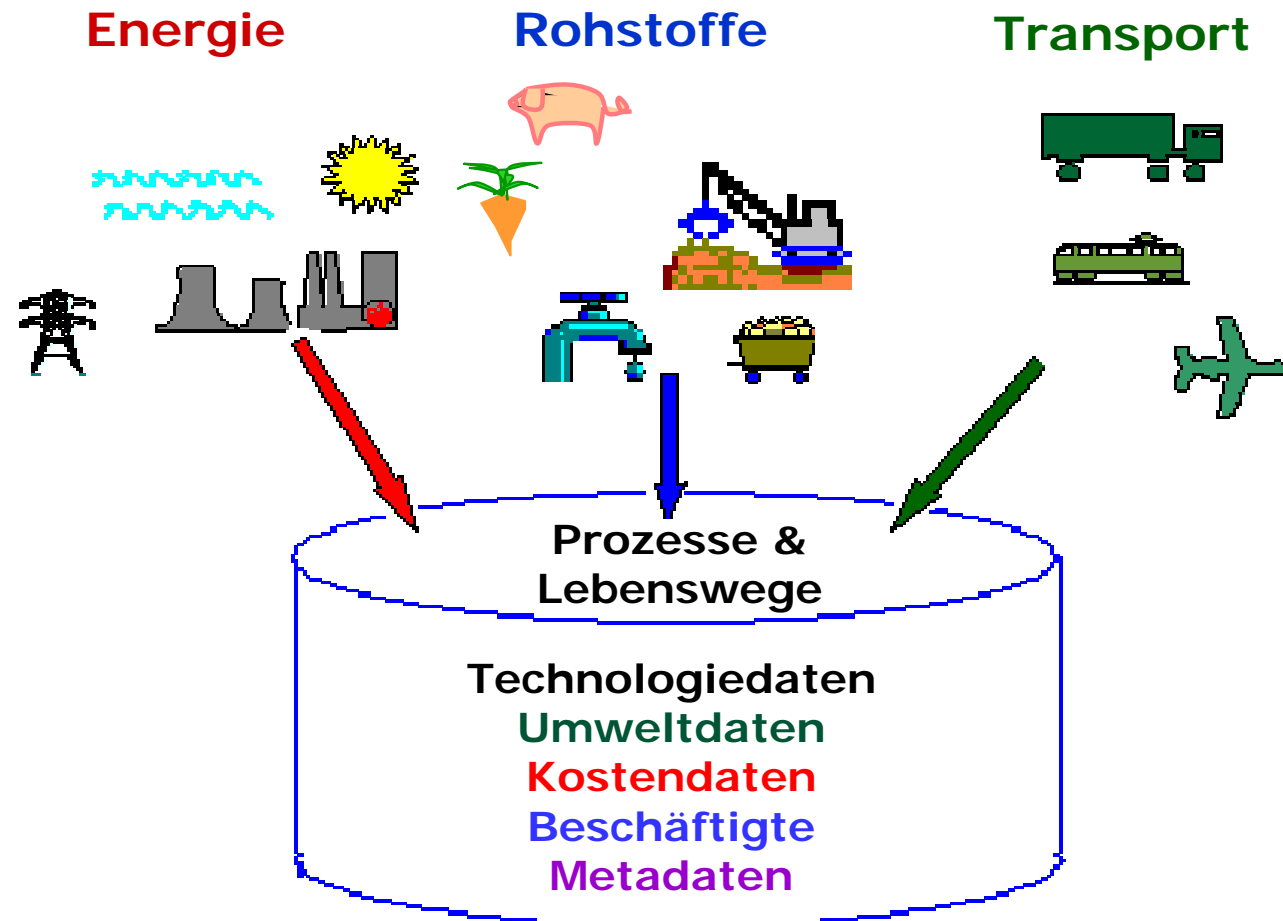 Energie
Rohstoffe
Transport
Prozesse &
Lebenswege
Technologiedaten
Umweltdaten
Kostendaten
Beschäftigte
Metadaten